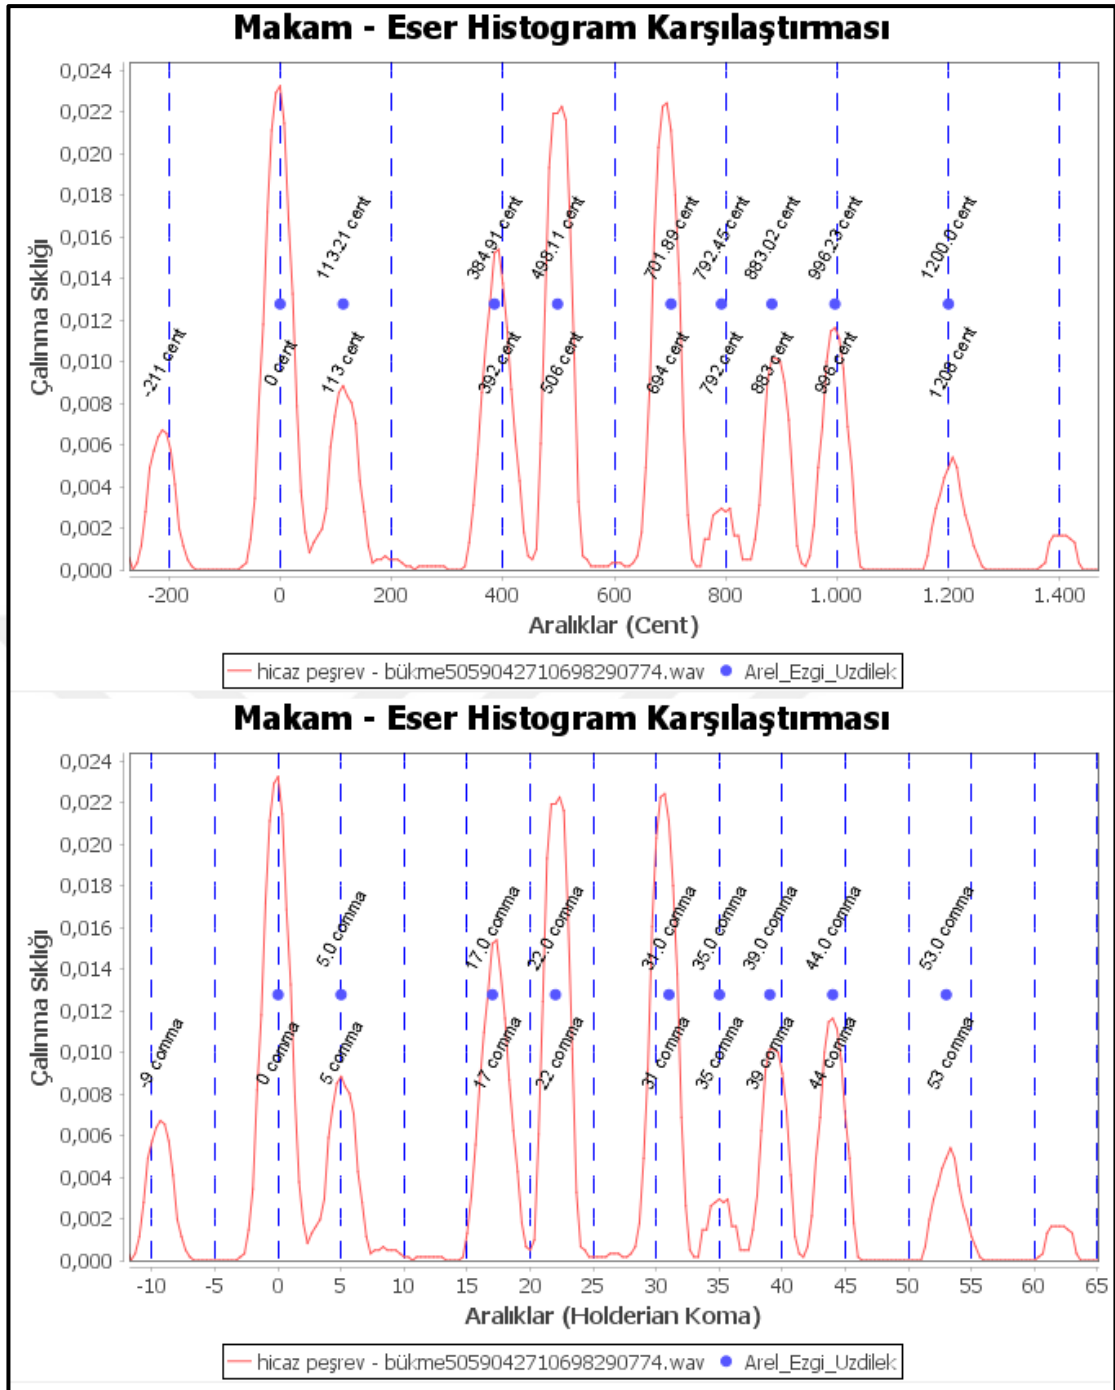 Makam - Eser Histogram Karşılaştırması
Çalınma Sıklığı
0,024
0,022
0,020
0,018
0,016
0,014
0,012
0,010
0,008
0,006
0,004
0,002
0,000
113.21 cent
384.91 cent
498.11 cent
701.89 cent
792.45 cent
883.02 cent
996.23 cent
1200.0 cent
-211 cent
0 cent
113 cent
392 cent
506 cent
694 cent
792 cent
883 cent
996 cent
1208 cent
-200 0 200 400 600 800 1.000 1.200 1.400
Aralıklar (Cent)
hicaz peşrev - bükme5059042710698290774.wav Arel_Ezgi_Uzdilek
Makam - Eser Histogram Karşılaştırması
Çalınma Sıklığı
0,024
0,022
0,020
0,018
0,016
0,014
0,012
0,010
0,008
0,006
0,004
0,002
0,000
5.0 comma
17.0 comma
22.0 comma
31.0 comma
35.0 comma
39.0 comma
44.0 comma
53.0 comma
-9 comma
0 comma
5 comma
17 comma
22 comma
31 comma
35 comma
39 comma
44 comma
53 comma
-10 -5 0 5 10 15 20 25 30 35 40 45 50 55 60 65
Aralıklar (Holderian Koma)
hicaz peşrev - bükme5059042710698290774.wav Arel_Ezgi_Uzdilek